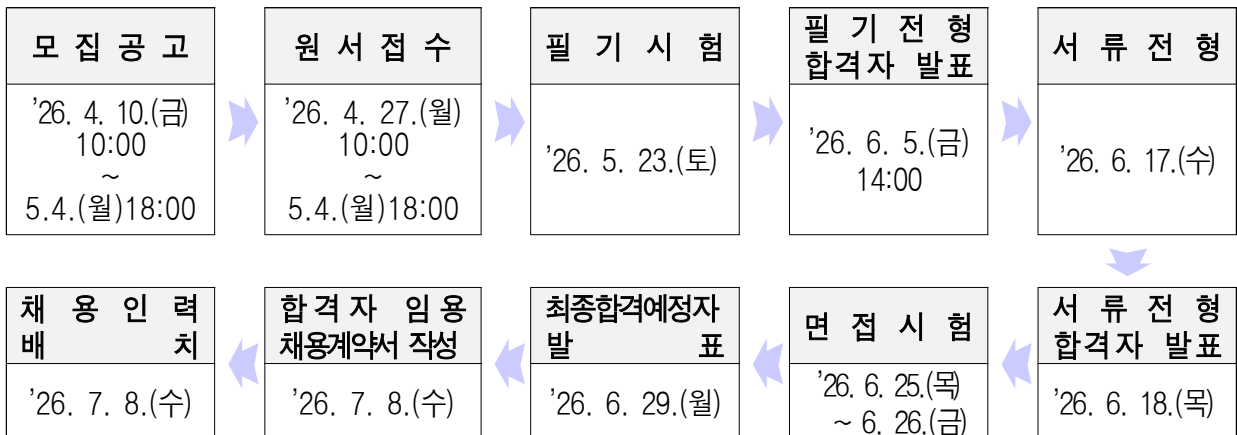 모 집 공 고
'26. 4. 10.(금)
10:00
~
5.4.(월)18:00
원 서 접 수
'26. 4. 27.(월)
10:00
~
5.4.(월)18:00
필 기 시 험
'26. 5. 23.(토)
필 기 전 형
합격자 발표
'26. 6. 5.(금)
14:00
서 류 전 형
'26. 6. 17.(수)
서 류 전 형
합격자 발표
'26. 6. 18.(목)
면 접 시 험
'26. 6. 25.(목)
~ 6. 26.(금)
최종합격예정자
발 표
'26. 6. 29.(월)
합격자 임용
채용계약서 작성
'26. 7. 8.(수)
채 용 인 력
배 치
'26. 7. 8.(수)